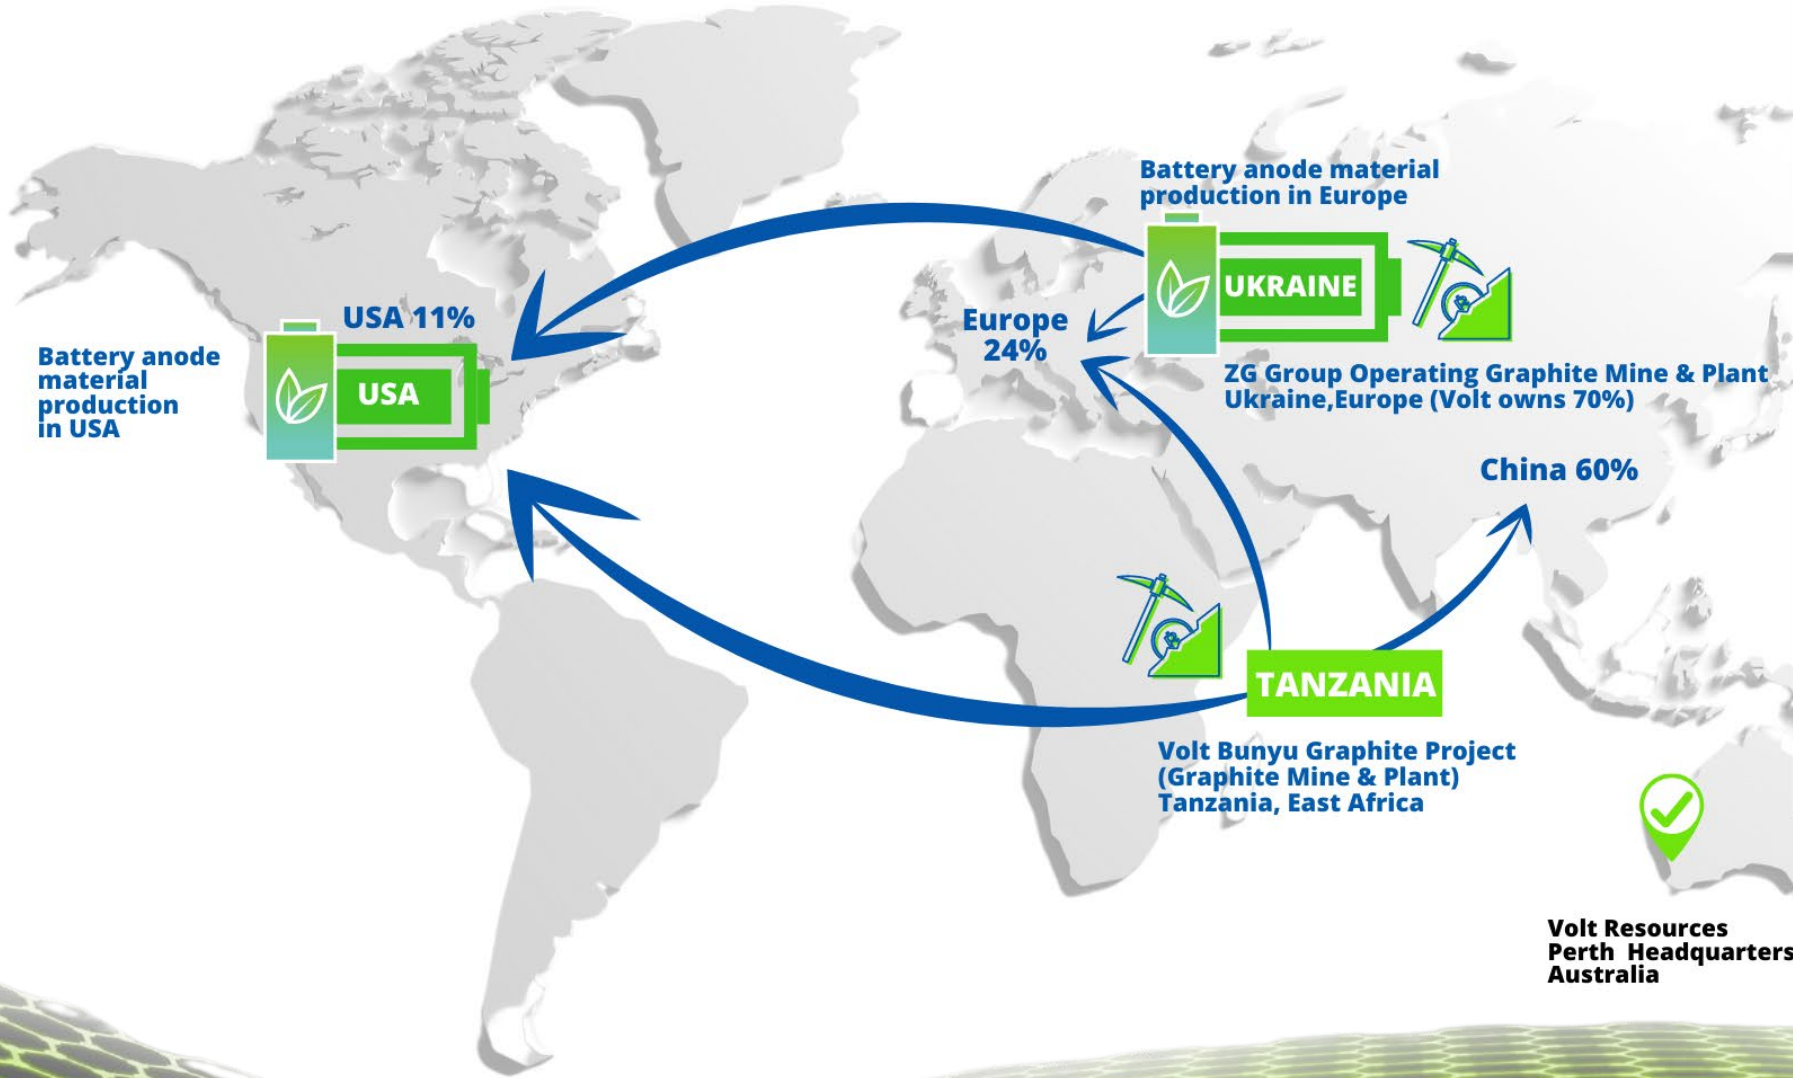 Battery anode material
production in Europe
UKRAINE
USA 11%
Europe
24%
Battery anode
material
production
in USA
USA
ZG Group Operating Graphite Mine & Plant
Ukraine,Europe (Volt owns 70%)
China 60%
TANZANIA
Volt Bunyu Graphite Project
(Graphite Mine & Plant)
Tanzania, East Africa
Volt Resources
Perth Headquarters
Australia